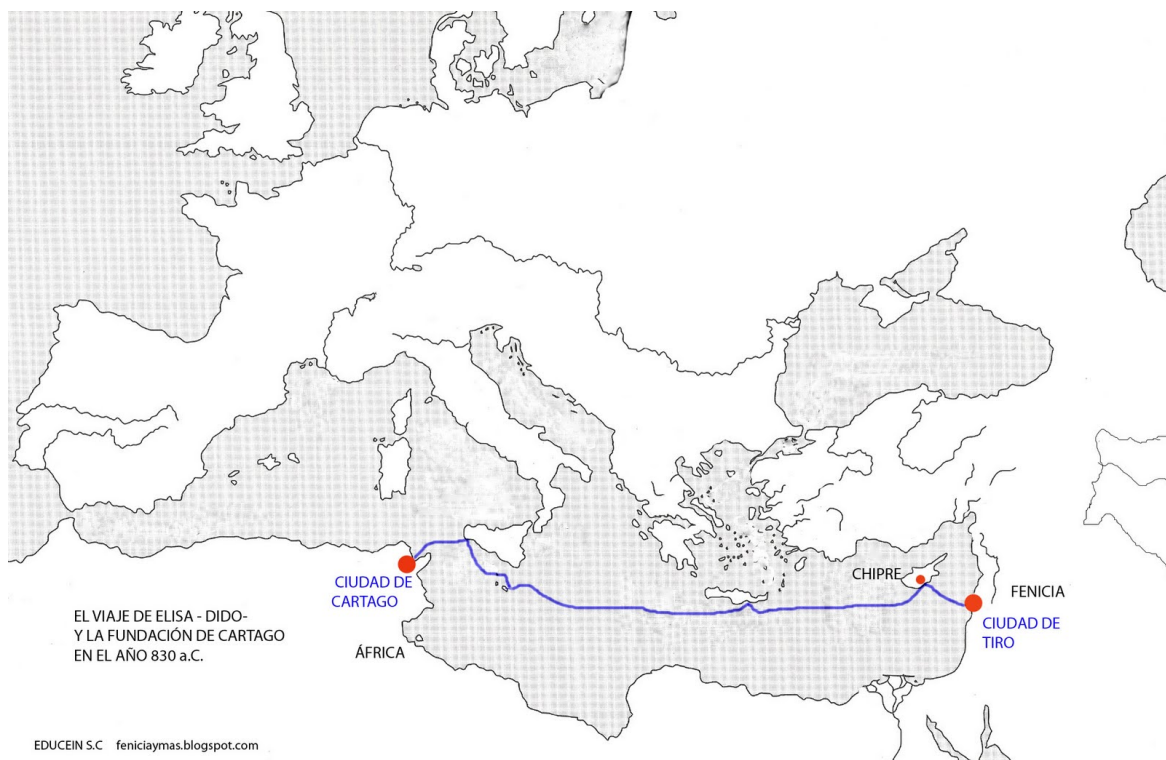 CHIPRE
FENICIA
CIUDAD DE
CARTAGO
CIUDAD DE
TIRO
EL VIAJE DE ELISA - DIDO-
Y LA FUNDACIÓN DE CARTAGO
EN EL AÑO 830 a.C.
ÁFRICA
EDUCEIN S.C feniciaymas.blogspot.com